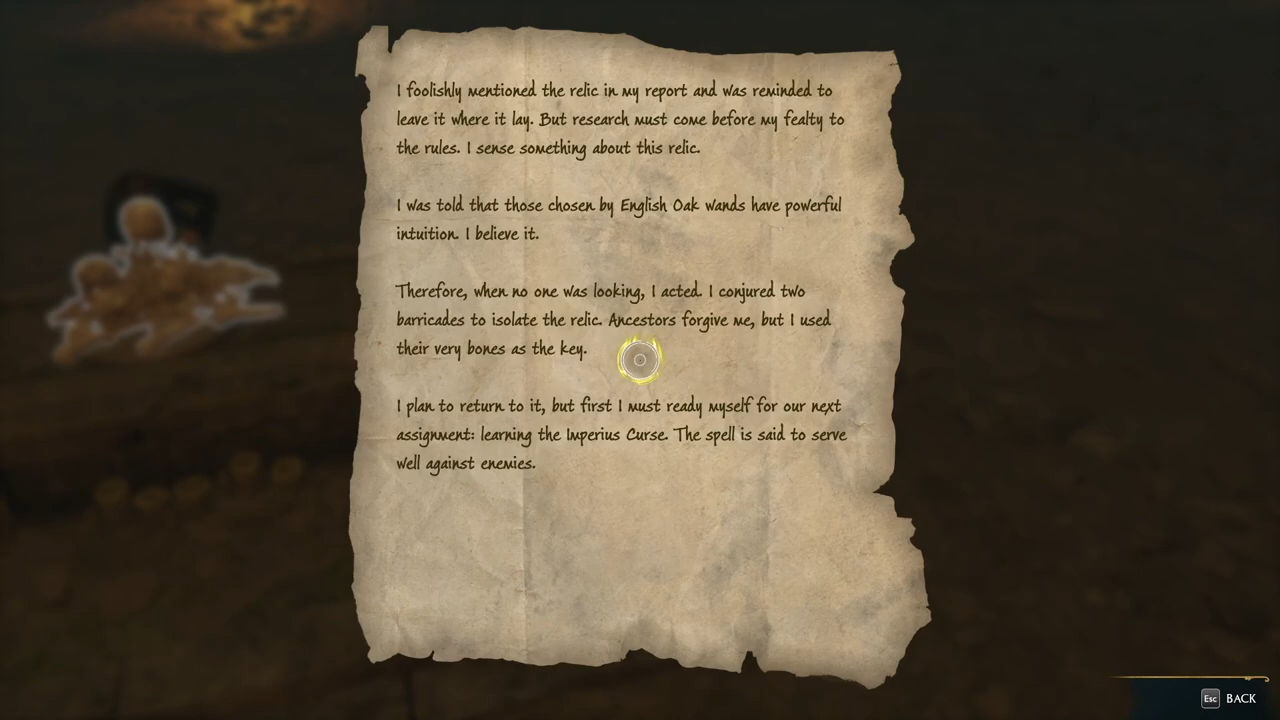 I foolishly mentioned the relic in my report and was reminded to
leave it where it lay. But research must come before my fealty to
the rules. I sense something about this relic.
I was told that those chosen by English Oak wands have powerful
intuition. I believe it.
Therefore, when no one was looking, I acted. I conjured two
barricades to isolate the relic. Ancestors forgive me, but I used
their very bones as the key.
I plan to return to it, but first I must ready myself for our next
assignment: learning the Imperius Curse. The spell is said to serve
well against enemies.
Esc BACK